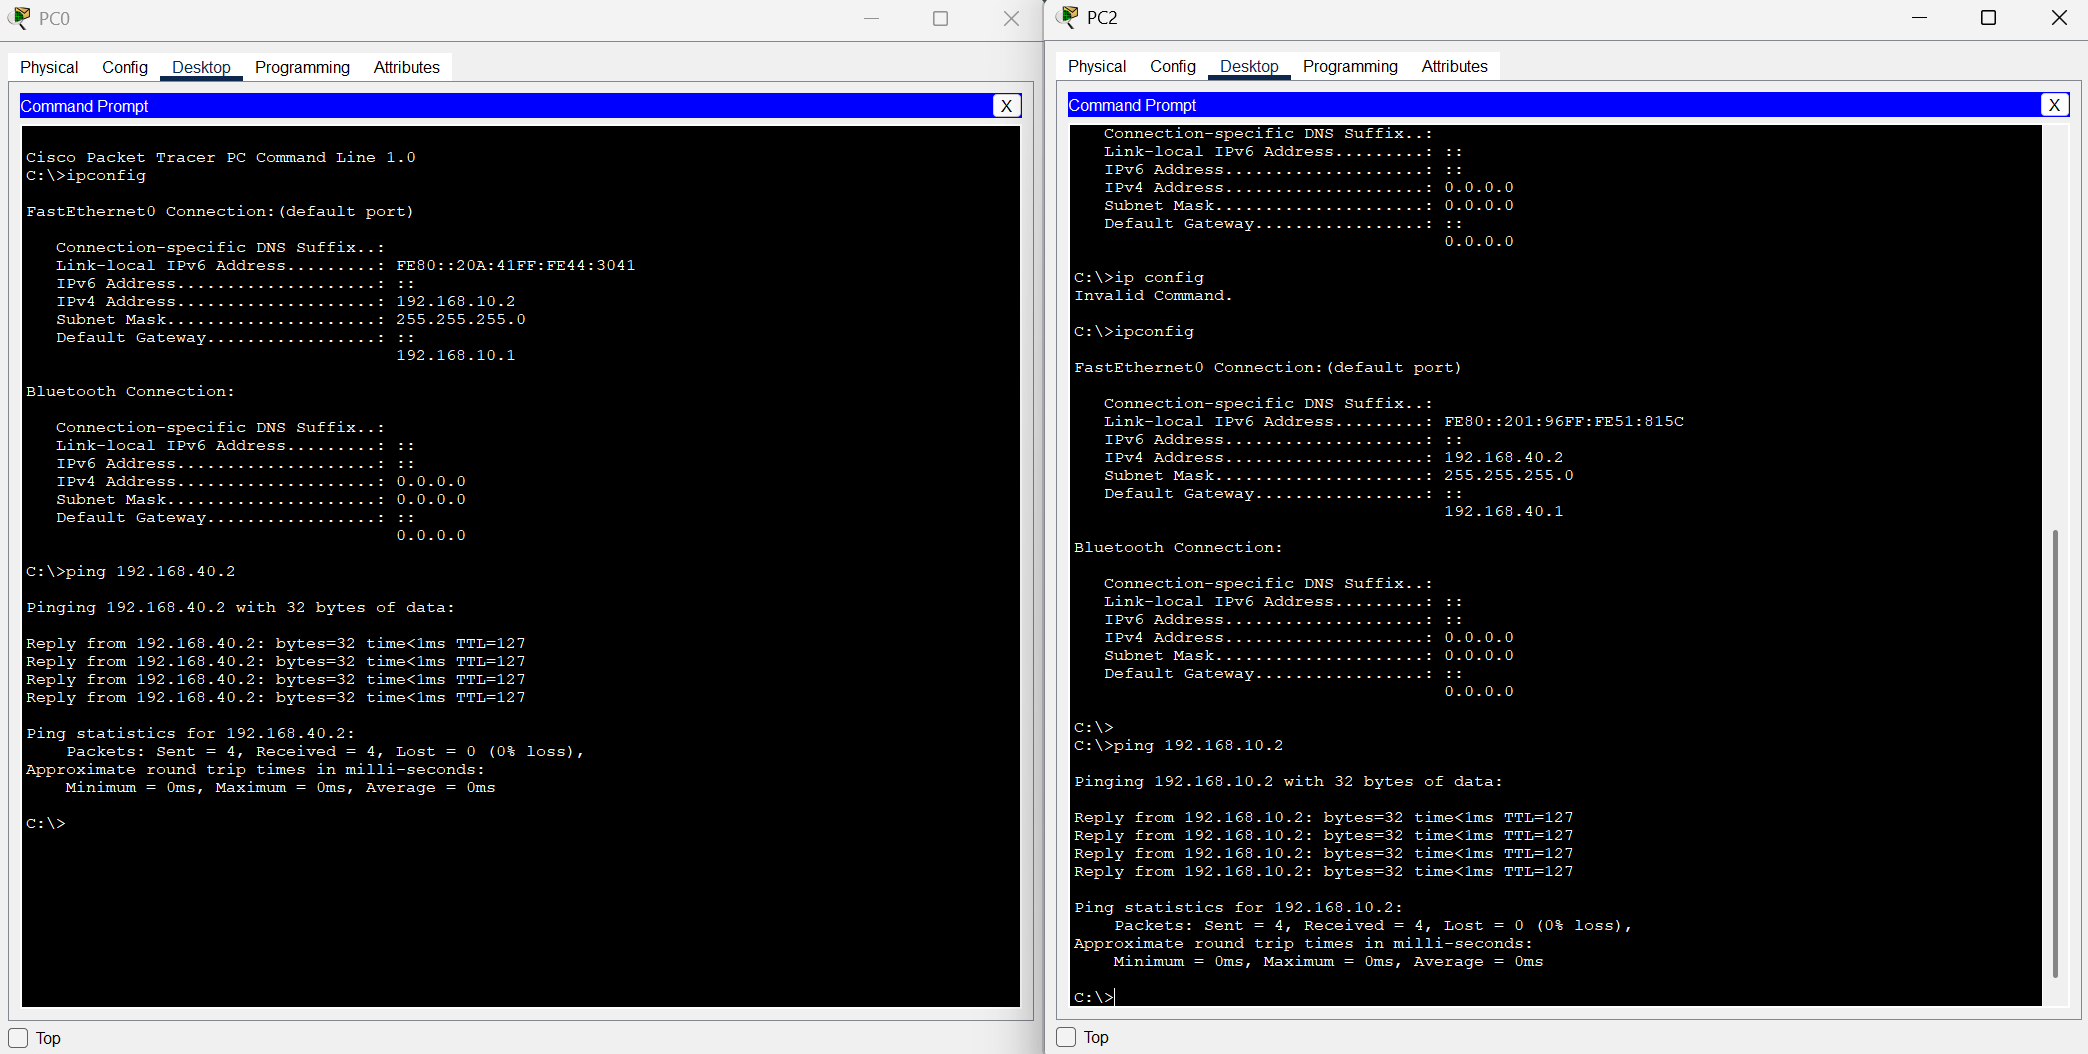 PC0
Physical Config Desktop Programming Attributes
Command Prompt
X
Cisco Packet Tracer PC Command Line 1.0
C:\>ipconfig
FastEthernet0 Connection:(default port)
Connection-specific DNS Suffix..:
Link-local IPv6 Address.........: FE80::20A:41FF:FE44:3041
IPv6 Address....................: ::
IPv4 Address....................: 192.168.10.2
Subnet Mask.....................: 255.255.255.0
Default Gateway.................: ::
192.168.10.1
Bluetooth Connection:
Connection-specific DNS Suffix..:
Link-local IPv6 Address.........: ::
IPv6 Address....................: ::
IPv4 Address....................: 0.0.0.0
Subnet Mask.....................: 0.0.0.0
Default Gateway.................: ::
0.0.0.0
C:\>ping 192.168.40.2
Pinging 192.168.40.2 with 32 bytes of data:
Reply from 192.168.40.2: bytes=32 time<1ms TTL=127
Reply from 192.168.40.2: bytes=32 time<1ms TTL=127
Reply from 192.168.40.2: bytes=32 time<1ms TTL=127
Reply from 192.168.40.2: bytes=32 time<1ms TTL=127
Ping statistics for 192.168.40.2:
Packets: Sent = 4, Received = 4, Lost = 0 (0% loss),
Approximate round trip times in milli-seconds:
Minimum = 0ms, Maximum = 0ms, Average = 0ms
C:\>
Top
PC2
Physical Config Desktop Programming Attributes
Command Prompt
X
Connection-specific DNS Suffix..:
Link-local IPv6 Address.........: ::
IPv6 Address....................: ::
IPv4 Address....................: 0.0.0.0
Subnet Mask.....................: 0.0.0.0
Default Gateway.................: ::
0.0.0.0
C:\>ip config
Invalid Command.
C:\>ipconfig
FastEthernet0 Connection:(default port)
Connection-specific DNS Suffix..:
Link-local IPv6 Address.........: FE80::201:96FF:FE51:815C
IPv6 Address....................: ::
IPv4 Address....................: 192.168.40.2
Subnet Mask.....................: 255.255.255.0
Default Gateway.................: ::
192.168.40.1
Bluetooth Connection:
Connection-specific DNS Suffix..:
Link-local IPv6 Address.........: ::
IPv6 Address....................: ::
IPv4 Address....................: 0.0.0.0
Subnet Mask.....................: 0.0.0.0
Default Gateway.................: ::
0.0.0.0
C:\>
C:\>ping 192.168.10.2
Pinging 192.168.10.2 with 32 bytes of data:
Reply from 192.168.10.2: bytes=32 time<1ms TTL=127
Reply from 192.168.10.2: bytes=32 time<1ms TTL=127
Reply from 192.168.10.2: bytes=32 time<1ms TTL=127
Reply from 192.168.10.2: bytes=32 time<1ms TTL=127
Ping statistics for 192.168.10.2:
Packets: Sent = 4, Received = 4, Lost = 0 (0% loss),
Approximate round trip times in milli-seconds:
Minimum = 0ms, Maximum = 0ms, Average = 0ms
C:\>
Top